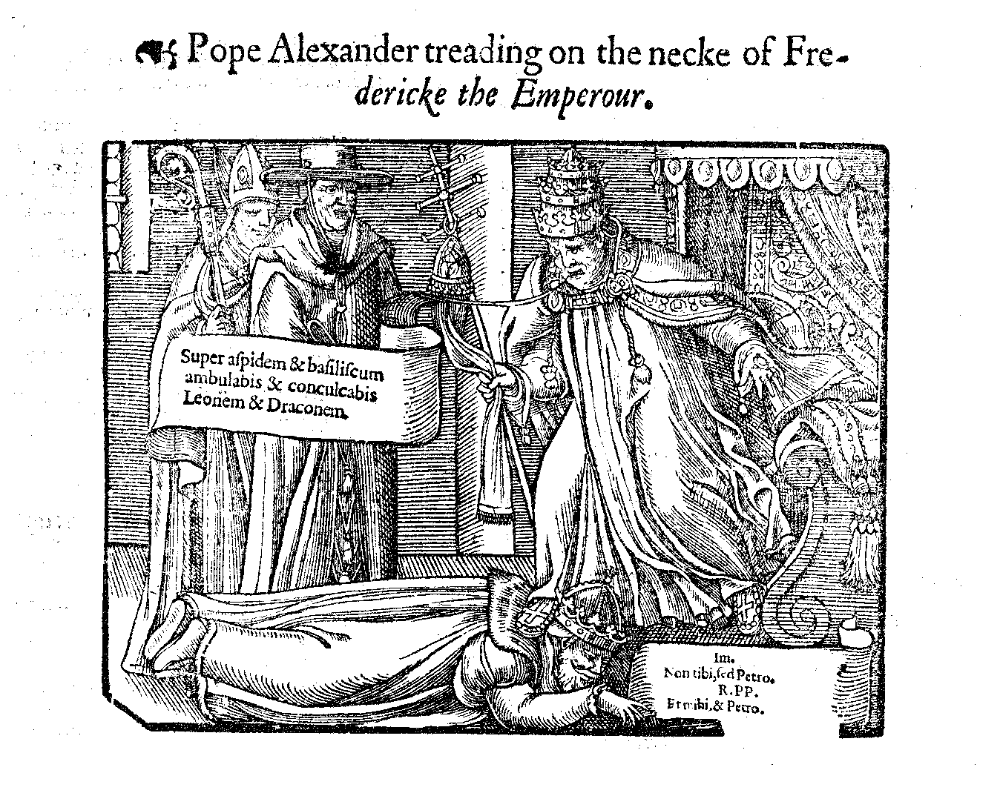 Pope Alexander treading on the necke of Fre-
dericke the Emperour.
Super aſpidem & baſiliſcum
ambulabis & conculcabis
Leonem & Draconem.
Im.
Non tibi, ſed Petro.
R.PP.
Et mihi, & Petro.